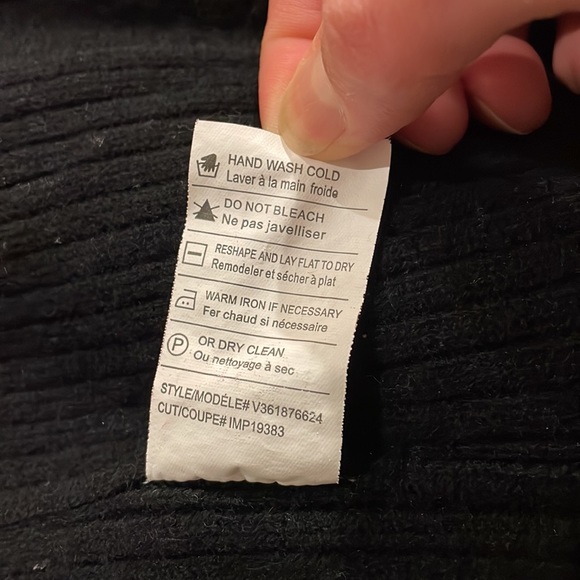 HAND WASH COLD
Laver à la main froide
DO NOT BLEACH
Ne pas javelliser
RESHAPE AND LAY FLAT TO DRY
Remodeler et sécher à plat
WARM IRON IF NECESSARY
Fer chaud si nécessaire
P
OR DRY CLEAN
Ou nettoyage à sec
STYLE/MODÉLE# V361876624
CUT/COUPE# IMP19383